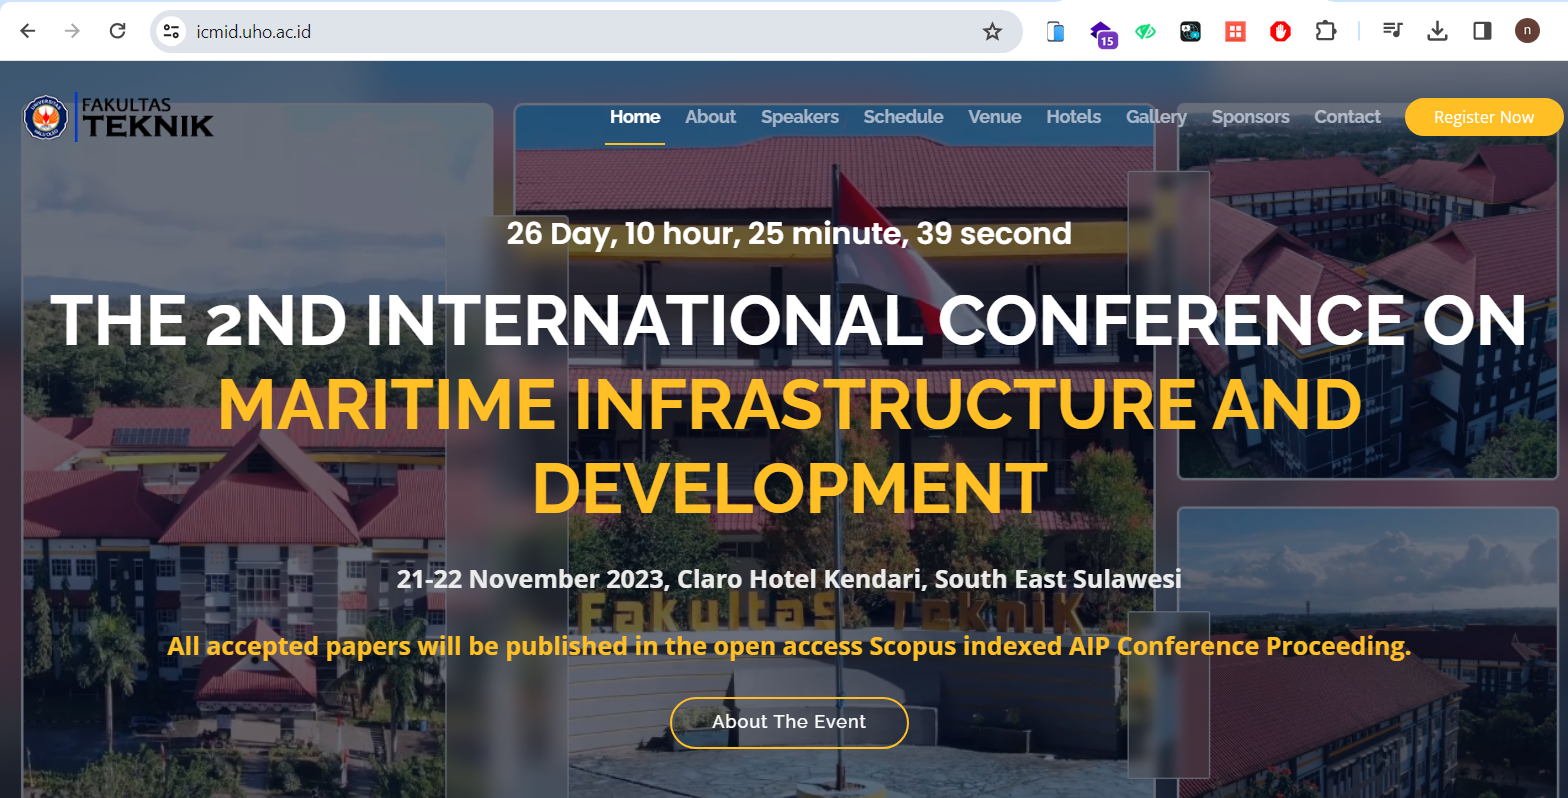 icmid.uho.ac.id
15
n
UNIVERSITAS
HALU OLEO
FAKULTAS
TEKNIK
Home About Speakers Schedule Venue Hotels Gallery Sponsors Contact Register Now
26 Day, 10 hour, 25 minute, 39 second
THE 2ND INTERNATIONAL CONFERENCE ON
MARITIME INFRASTRUCTURE AND
DEVELOPMENT
21-22 November 2023, Claro Hotel Kendari, South East Sulawesi
Fakultas Teknik
All accepted papers will be published in the open access Scopus indexed AIP Conference Proceeding.
About The Event